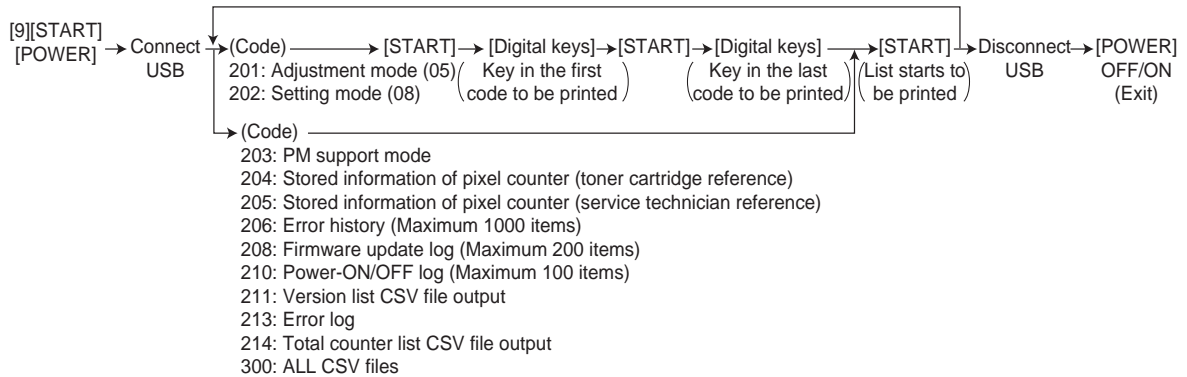 [9][START]
[POWER]
Connect
USB
(Code)
201: Adjustment mode (05)
202: Setting mode (08)
[START]
[Digital keys]
(Key in the first
code to be printed)
[START]
[Digital keys]
(Key in the last
code to be printed)
[START]
(List starts to
be printed)
Disconnect
USB
[POWER]
OFF/ON
(Exit)
(Code)
203: PM support mode
204: Stored information of pixel counter (toner cartridge reference)
205: Stored information of pixel counter (service technician reference)
206: Error history (Maximum 1000 items)
208: Firmware update log (Maximum 200 items)
210: Power-ON/OFF log (Maximum 100 items)
211: Version list CSV file output
213: Error log
214: Total counter list CSV file output
300: ALL CSV files